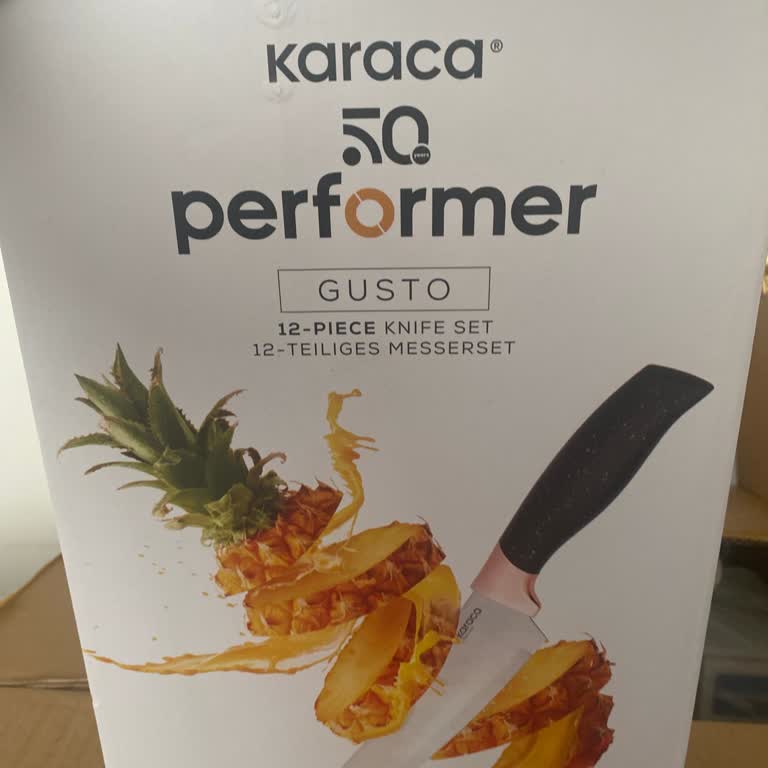 karaca®
50
years
performer
GUSTO
12-PIECE KNIFE SET
12-TEILIGES MESSERSET
karaca